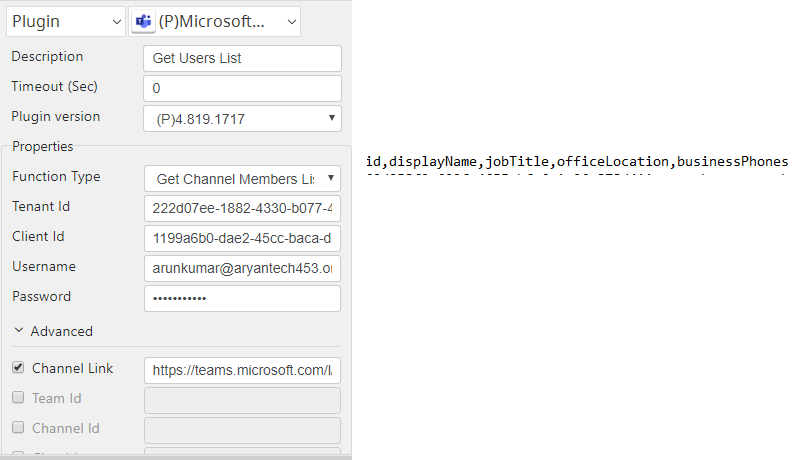 Plugin (P)Microsoft...
Description Get Users List
Timeout (Sec) 0
Plugin version (P)4.819.1717
Properties
Function Type Get Channel Members Li
Tenant Id 222d07ee-1882-4330-b077-4
Client Id 1199a6b0-dae2-45cc-baca-d
Username arunkumar@aryantech453.o
Password •••••••••••
Advanced
Channel Link https://teams.microsoft.com/l
Team Id
Channel Id
id,displayName,jobTitle,officeLocation,businessPhones